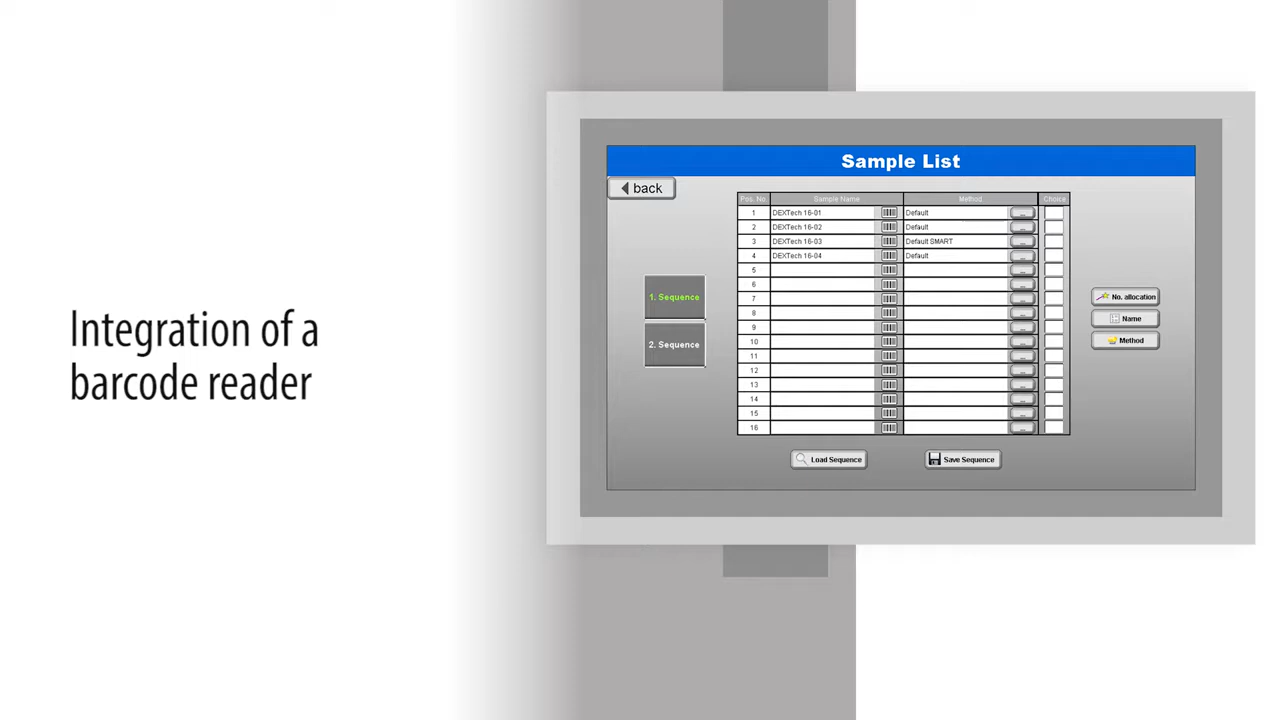 Integration of a
barcode reader
Sample List
back
Pos. No. Sample Name Method Choice
1 DEXTech 16-01 Default ...
2 DEXTech 16-02 Default ...
3 DEXTech 16-03 Default SMART ...
4 DEXTech 16-04 Default ...
5 ...
6 ...
7 ...
8 ...
9 ...
10 ...
11 ...
12 ...
13 ...
14 ...
15 ...
16 ...
1. Sequence
2. Sequence
No. allocation
Name
Method
Load Sequence
Save Sequence